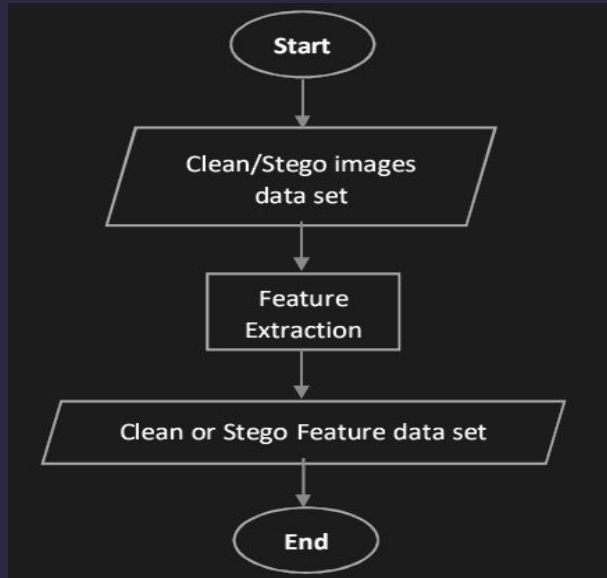 Start
Clean/Stego images
data set
Feature
Extraction
Clean or Stego Feature data set
End